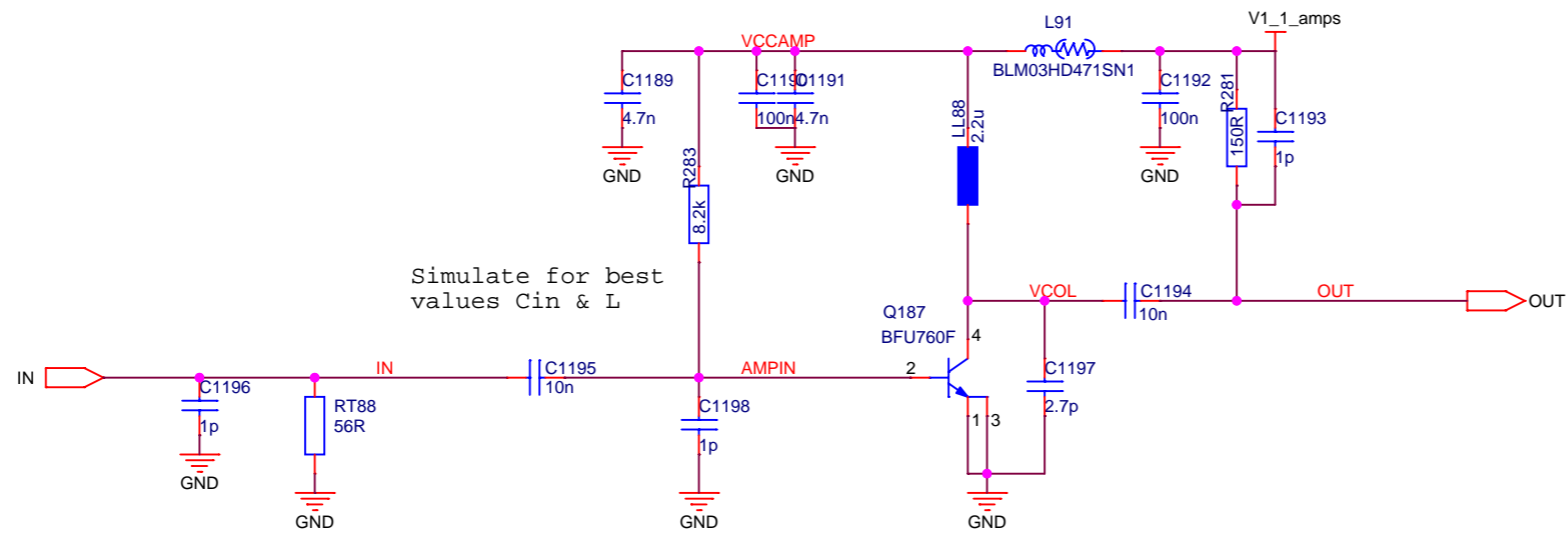 V1_1_amps
L91
BLM03HD471SN1
VCCAMP
C1189
4.7n
GND
C1190
100n
C1191
4.7n
GND
R283
8.2k
LL88
2.2u
C1192
100n
GND
R281
150R
C1193
1p
Simulate for best
values Cin & L
VCOL
C1194
10n
OUT
OUT
Q187
BFU760F
4
2
1
3
C1197
2.7p
GND
IN
IN
C1196
1p
GND
RT88
56R
GND
C1195
10n
AMPIN
C1198
1p
GND